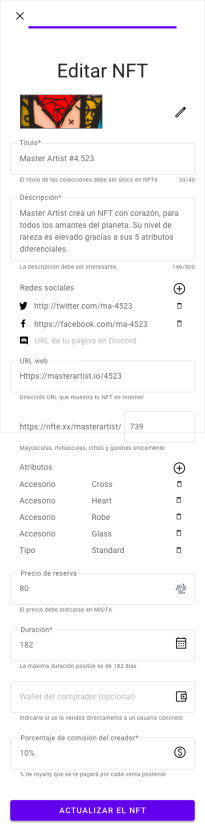 Editar NFT
Título*
Master Artist #4.523
El título de las colecciones debe ser único en NFTe 20/40
Descripción*
Master Artist crea un NFT con corazón, para
todos los amantes del planeta. Su nivel de
rareza es elevado gracias a sus 5 atributos
diferenciales.
La descripción debe ser interesante. 146/500
Redes sociales
http://twitter.com/ma-4523
https://facebook.com/ma-4523
URL de tu página en Discord
URL web
Https://masterartist.io/4523
Dirección URL que muestra tu NFT en Internet
https://nfte.xx/masterartist/ 739
Mayúsculas, minúsculas, cifras y guiones únicamente
Atributos
Accesorio Cross
Accesorio Heart
Accesorio Robe
Accesorio Glass
Tipo Standard
Precio de reserva
80
El precio debe indicarse en MIOTA
Duración*
182
La máxima duración posible es de 182 días
Wallet del comprador (opcional)
Indicarlo si se lo vendes directamente a un usuario concreto
Porcentaje de comisión del creador*
10%
% de royalty que se te pagará por cada venta posterior
ACTUALIZAR EL NFT